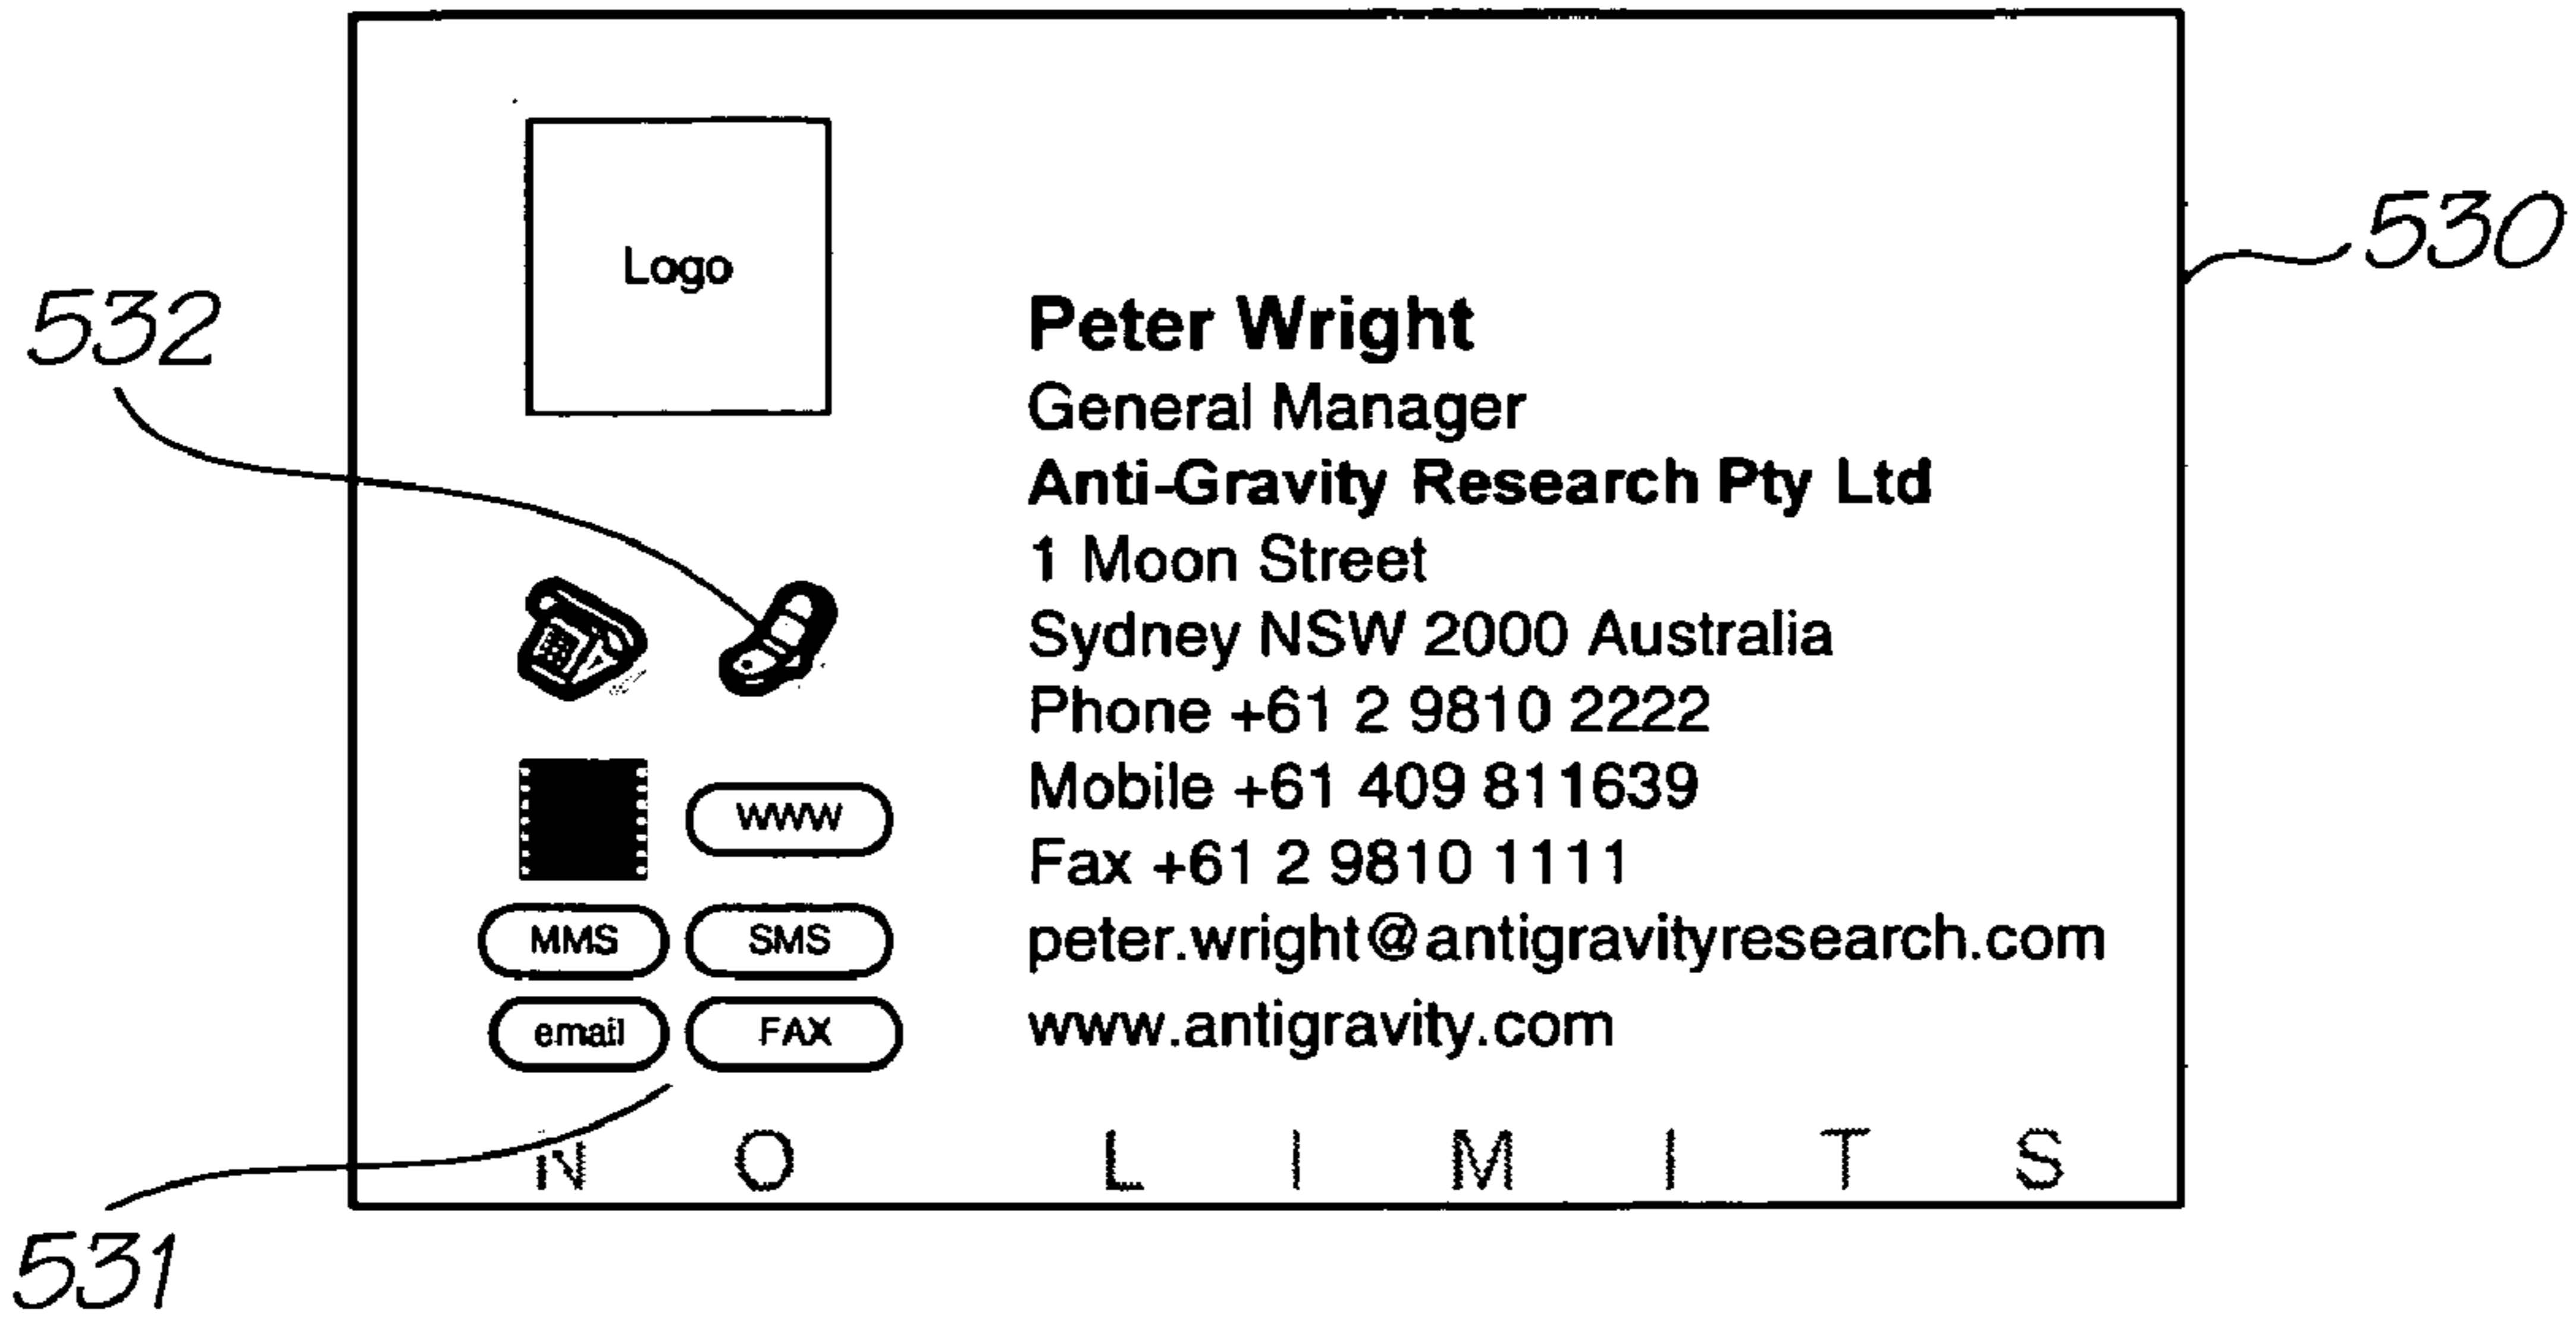 Logo
530
532
Peter Wright
General Manager
Anti-Gravity Research Pty Ltd
1 Moon Street
Sydney NSW 2000 Australia
Phone +61 2 9810 2222
Mobile +61 409 811639
WWW
Fax +61 2 9810 1111
MMS SMS
peter.wright@antigravityresearch.com
email FAX
www.antigravity.com
N O L I M I T S
531